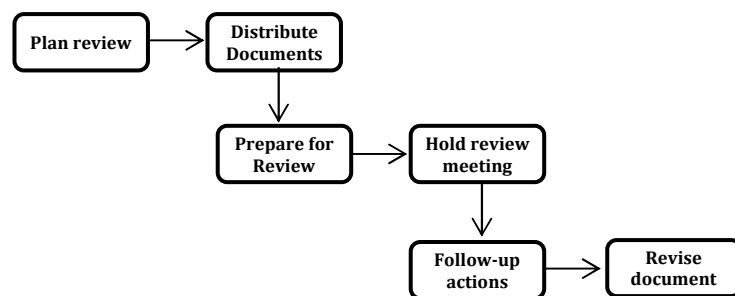 Plan review
Distribute
Documents
Prepare for
Review
Hold review
meeting
Follow-up
actions
Revise
document